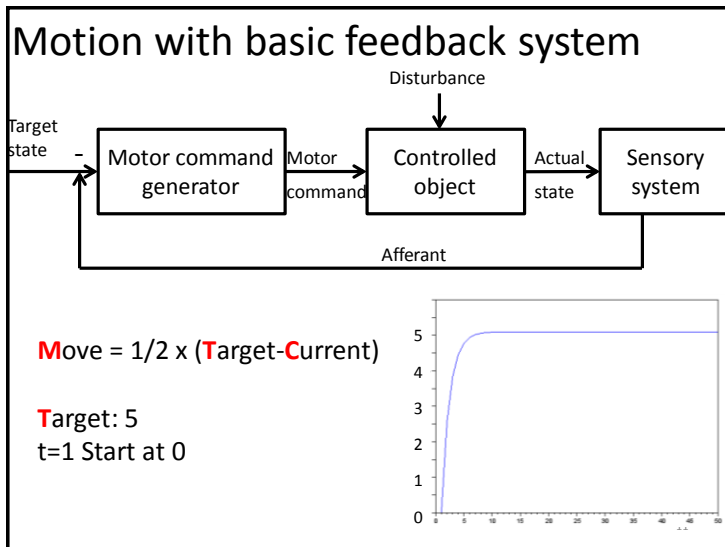 Motion with basic feedback system
Disturbance
Target
state
-
Motor command
generator
Motor
command
Controlled
object
Actual
state
Sensory
system
Afferant
Move = 1/2 x (Target-Current)
Target: 5
t=1 Start at 0
5
4
3
2
1
0
0 5 10 15 20 25 30 35 40 45 50